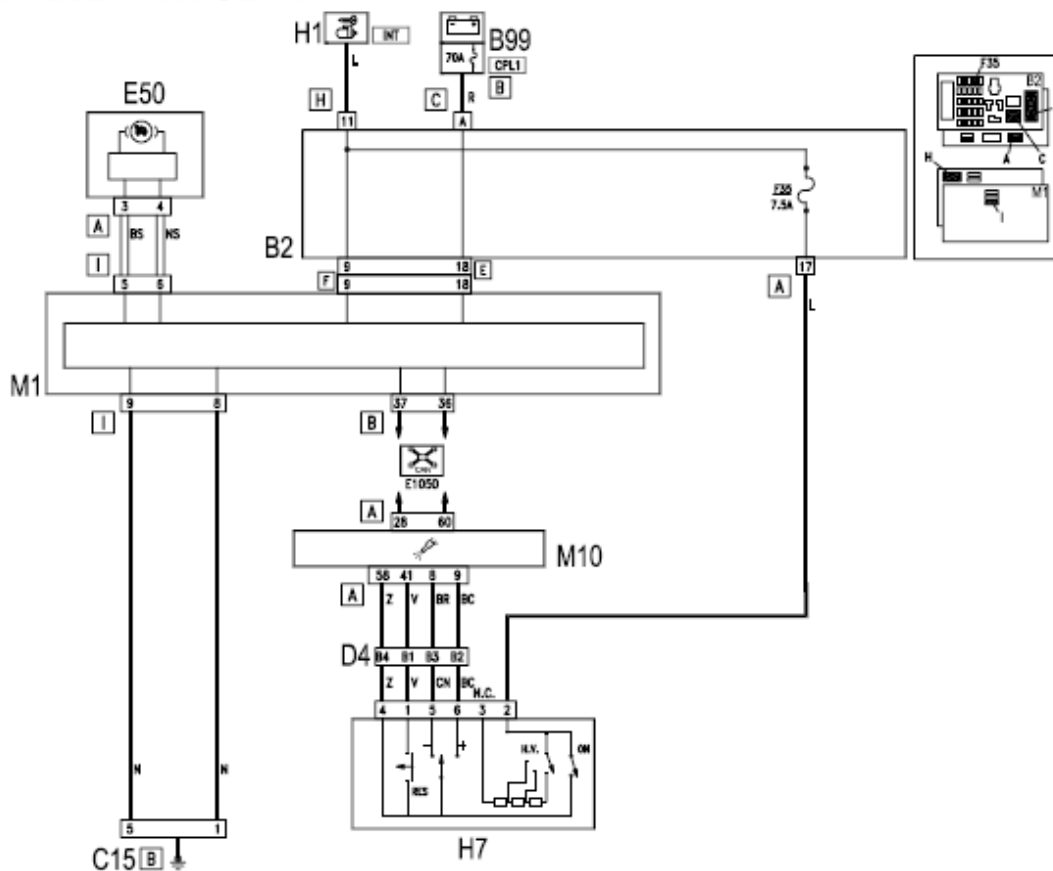 H1
INT
L
B99
70A
CPL1
B
R
H
C
11
A
E50
3 4
A
BS NS
I
5 6
F35
7.5A
B2
9 18
E
F
9 18
17
A
L
M1
9 8
I
37 36
B
CAN
E1050
A
28 60
M10
58 41 8 9
A
Z V BR BC
D4
B4 B1 B3 B2
Z V CN BC
N.C.
4 1 5 6 3 2
RES
H.V.
ON
H7
N N
5 1
C15 B
F35
B2
A C
H
M1
I